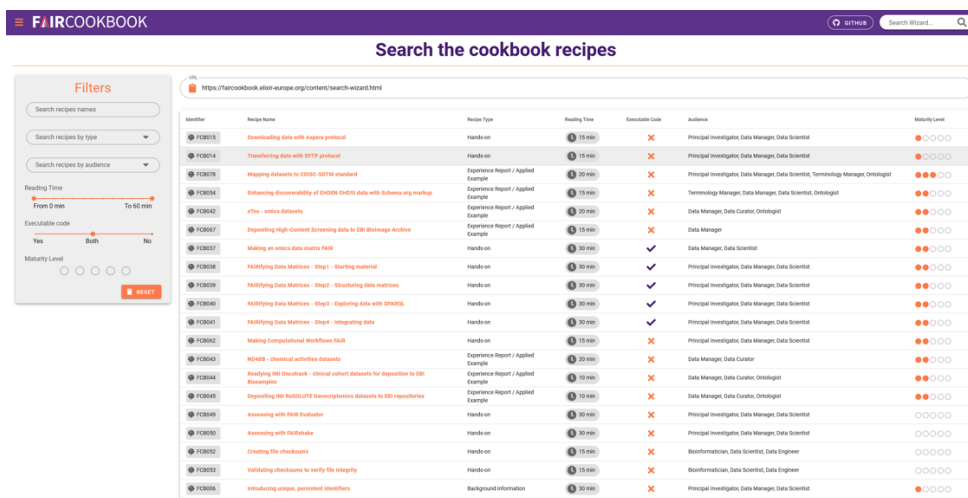 FAIRCOOKBOOK
GITHUB
Search Wizard...
Search the cookbook recipes
Filters
Search recipes names
Search recipes by type
Search recipes by audience
Reading Time
From 0 min To 60 min
Executable code
Yes Both No
Maturity Level
RESET
URL
https://faircookbook.elixir-europe.org/content/search-wizard.html
Identifier Recipe Name Recipe Type Reading Time Executable Code Audience Maturity Level
FCB015 Downloading data with Aspera protocol Hands-on 15 min Principal Investigator, Data Manager, Data Scientist
FCB014 Transferring data with SFTP protocol Hands-on 15 min Principal Investigator, Data Manager, Data Scientist
FCB078 Mapping datasets to CDISC-SDTM standard Experience Report / Applied Example 20 min Principal Investigator, Data Manager, Data Scientist, Terminology Manager, Ontologist
FCB054 Enhancing discoverability of EHDEN OHDSI data with Schema.org markup Experience Report / Applied Example 15 min Terminology Manager, Data Manager, Data Scientist, Ontologist
FCB042 eTox - omics datasets Experience Report / Applied Example 20 min Data Manager, Data Curator, Ontologist
FCB067 Depositing High-Content Screening data to EBI BioImage Archive Experience Report / Applied Example 15 min Data Manager
FCB037 Making an omics data matrix FAIR Hands-on 30 min Data Manager, Data Scientist
FCB038 FAIRifying Data Matrices - Step1 - Starting material Hands-on 30 min Principal Investigator, Data Manager, Data Scientist
FCB039 FAIRifying Data Matrices - Step2 - Structuring data matrices Hands-on 30 min Principal Investigator, Data Manager, Data Scientist
FCB040 FAIRifying Data Matrices - Step3 - Exploring data with SPARQL Hands-on 30 min Principal Investigator, Data Manager, Data Scientist
FCB041 FAIRifying Data Matrices - Step4 - Integrating data Hands-on 30 min Principal Investigator, Data Manager, Data Scientist
FCB062 Making Computational Workflows FAIR Hands-on 15 min Principal Investigator, Data Manager, Data Scientist
FCB043 ND4BB - chemical activities datasets Experience Report / Applied Example 20 min Data Manager, Data Curator
FCB044 Readying IMI Oncotrack - clinical cohort datasets for deposition to EBI Biosamples Experience Report / Applied Example 10 min Data Manager, Data Curator, Ontologist
FCB045 Depositing IMI ReSOLUTE transcriptomics datasets to EBI repositories Experience Report / Applied Example 10 min Data Manager, Data Curator, Ontologist
FCB049 Assessing with FAIR Evaluator Hands-on 30 min Principal Investigator, Data Manager, Data Scientist
FCB050 Assessing with FAIRshake Hands-on 30 min Principal Investigator, Data Manager, Data Scientist
FCB052 Creating file checksums Hands-on 15 min Bioinformatician, Data Scientist, Data Engineer
FCB053 Validating checksums to verify file integrity Hands-on 15 min Bioinformatician, Data Scientist, Data Engineer
FCB006 Introducing unique, persistent identifiers Background information 30 min Principal Investigator, Data Manager, Data Scientist